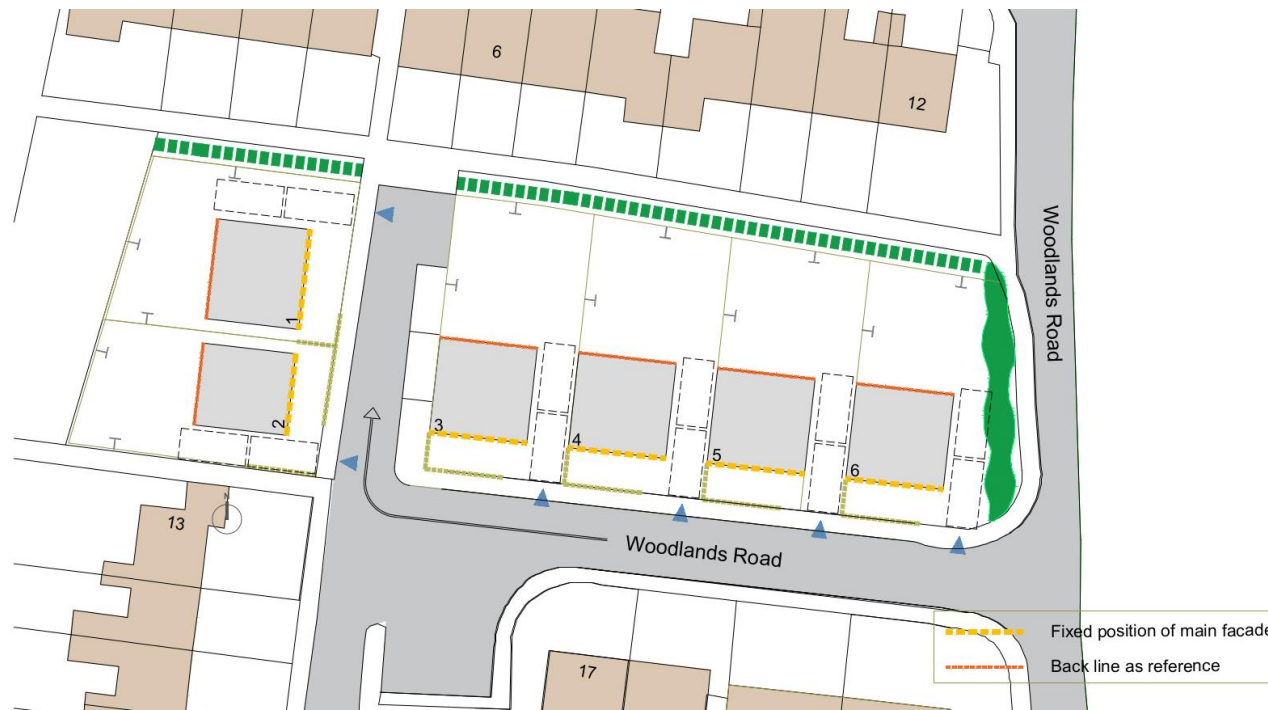 6
12
Woodlands Road
1
2
3
4
5
6
N
13
Woodlands Road
17
Fixed position of main facade
Back line as reference